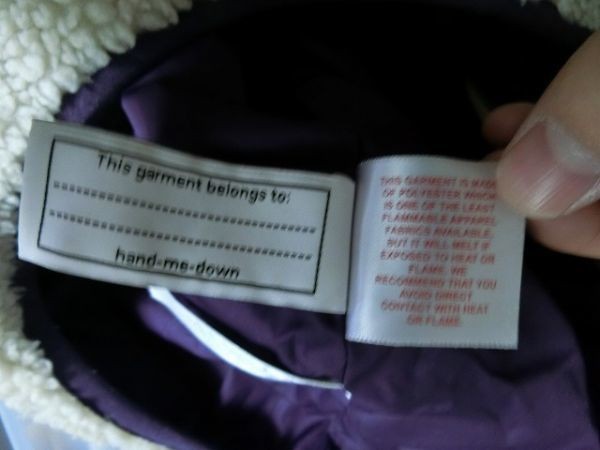 This garment belongs to:
hand-me-down
THIS GARMENT IS MADE
OF POLYESTER WHICH
IS ONE OF THE LEAST
FLAMMABLE APPAREL
FABRICS AVAILABLE,
BUT IT WILL MELT IF
EXPOSED TO HEAT OR
FLAME. WE
RECOMMEND THAT YOU
AVOID DIRECT
CONTACT WITH HEAT
OR FLAME.